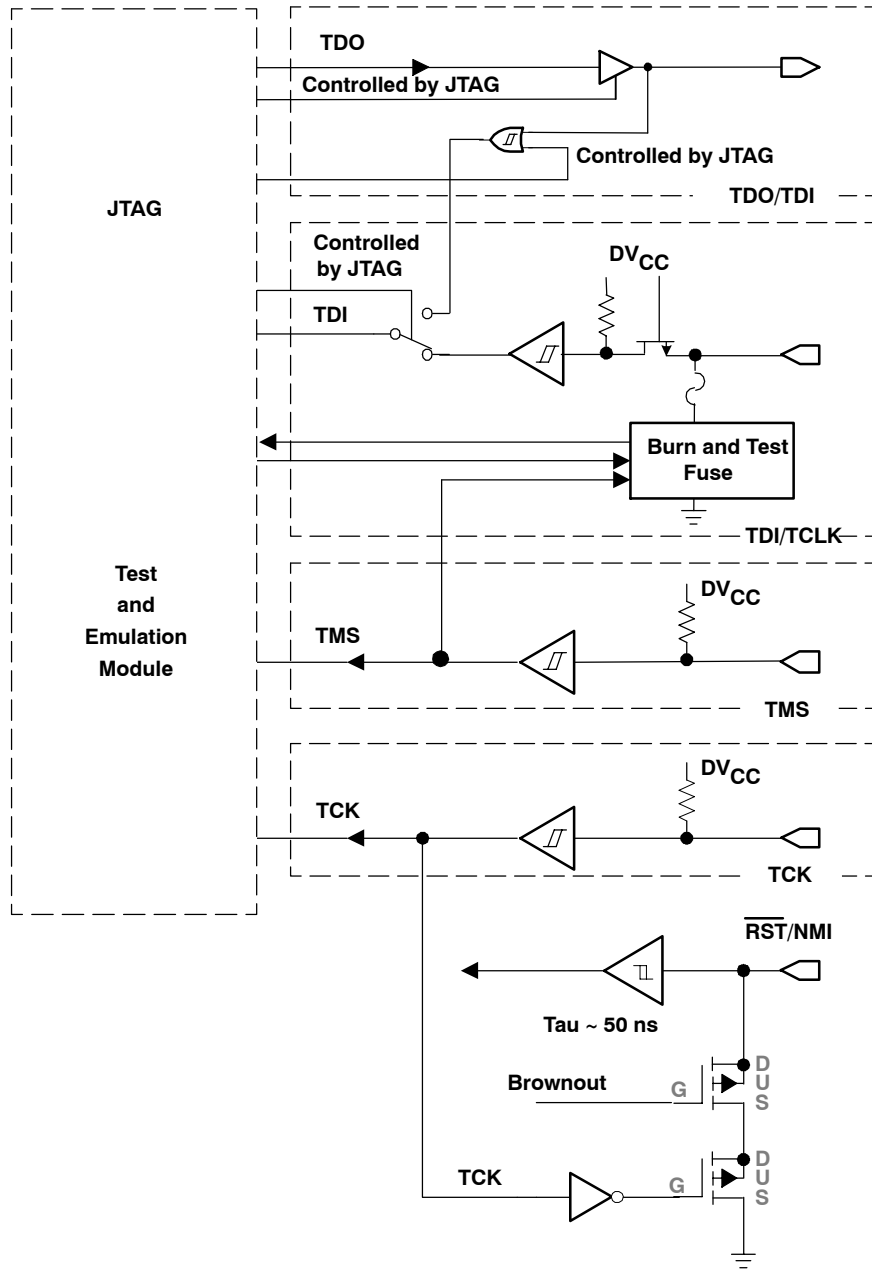 TDO
Controlled by JTAG
Controlled by JTAG
TDO/TDI
JTAG
Controlled
by JTAG
TDI
DVCC
Burn and Test
Fuse
TDI/TCLK
Test
and
Emulation
Module
DVCC
TMS
TMS
DVCC
TCK
TCK
RST/NMI
Tau ~ 50 ns
Brownout
G
D
U
S
TCK
G
D
U
S